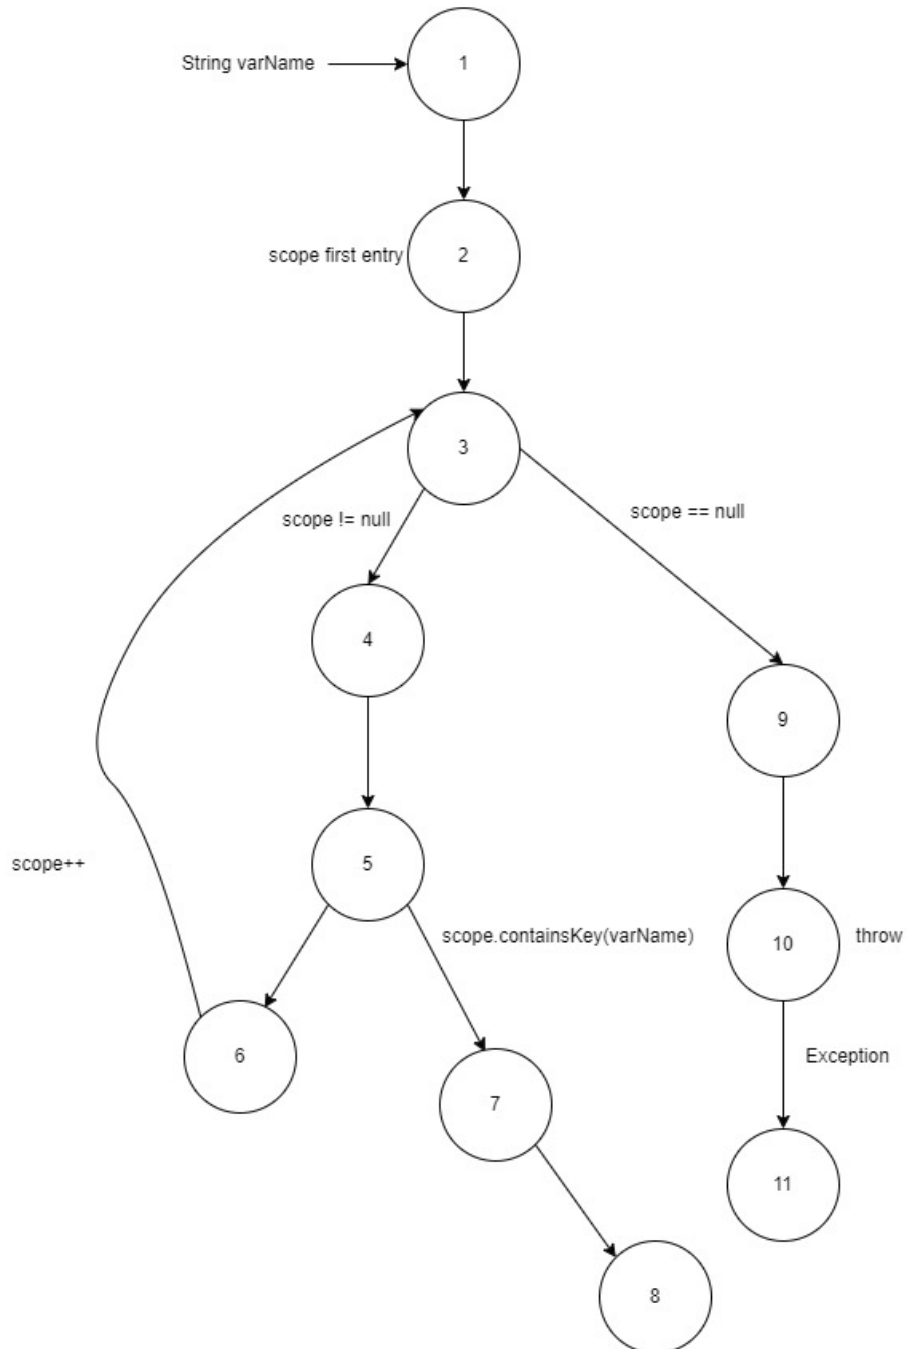 String varName
1
scope first entry
2
3
scope != null
scope == null
4
9
scope++
5
scope.containsKey(varName)
10
throw
6
Exception
7
11
8